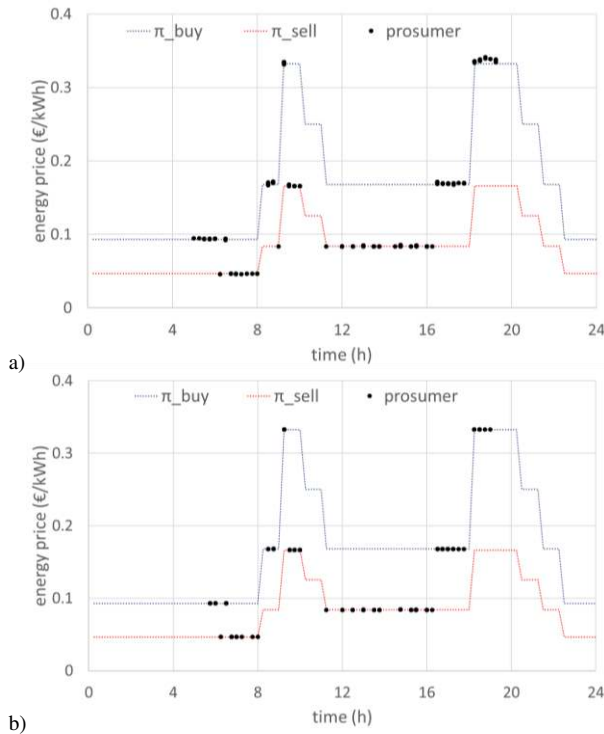 π_buy π_sell prosumer
0.4
0.3
0.2
0.1
0
energy price (€/kWh)
0 4 8 12 16 20 24
time (h)
a)
π_buy π_sell prosumer
0.4
0.3
0.2
0.1
0
energy price (€/kWh)
0 4 8 12 16 20 24
time (h)
b)